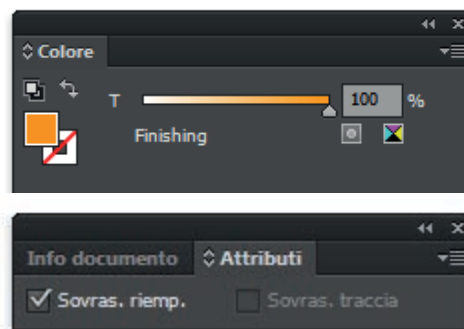 Colore
T 100 %
Finishing
Info documento Attributi
Sovras. riemp. Sovras. traccia